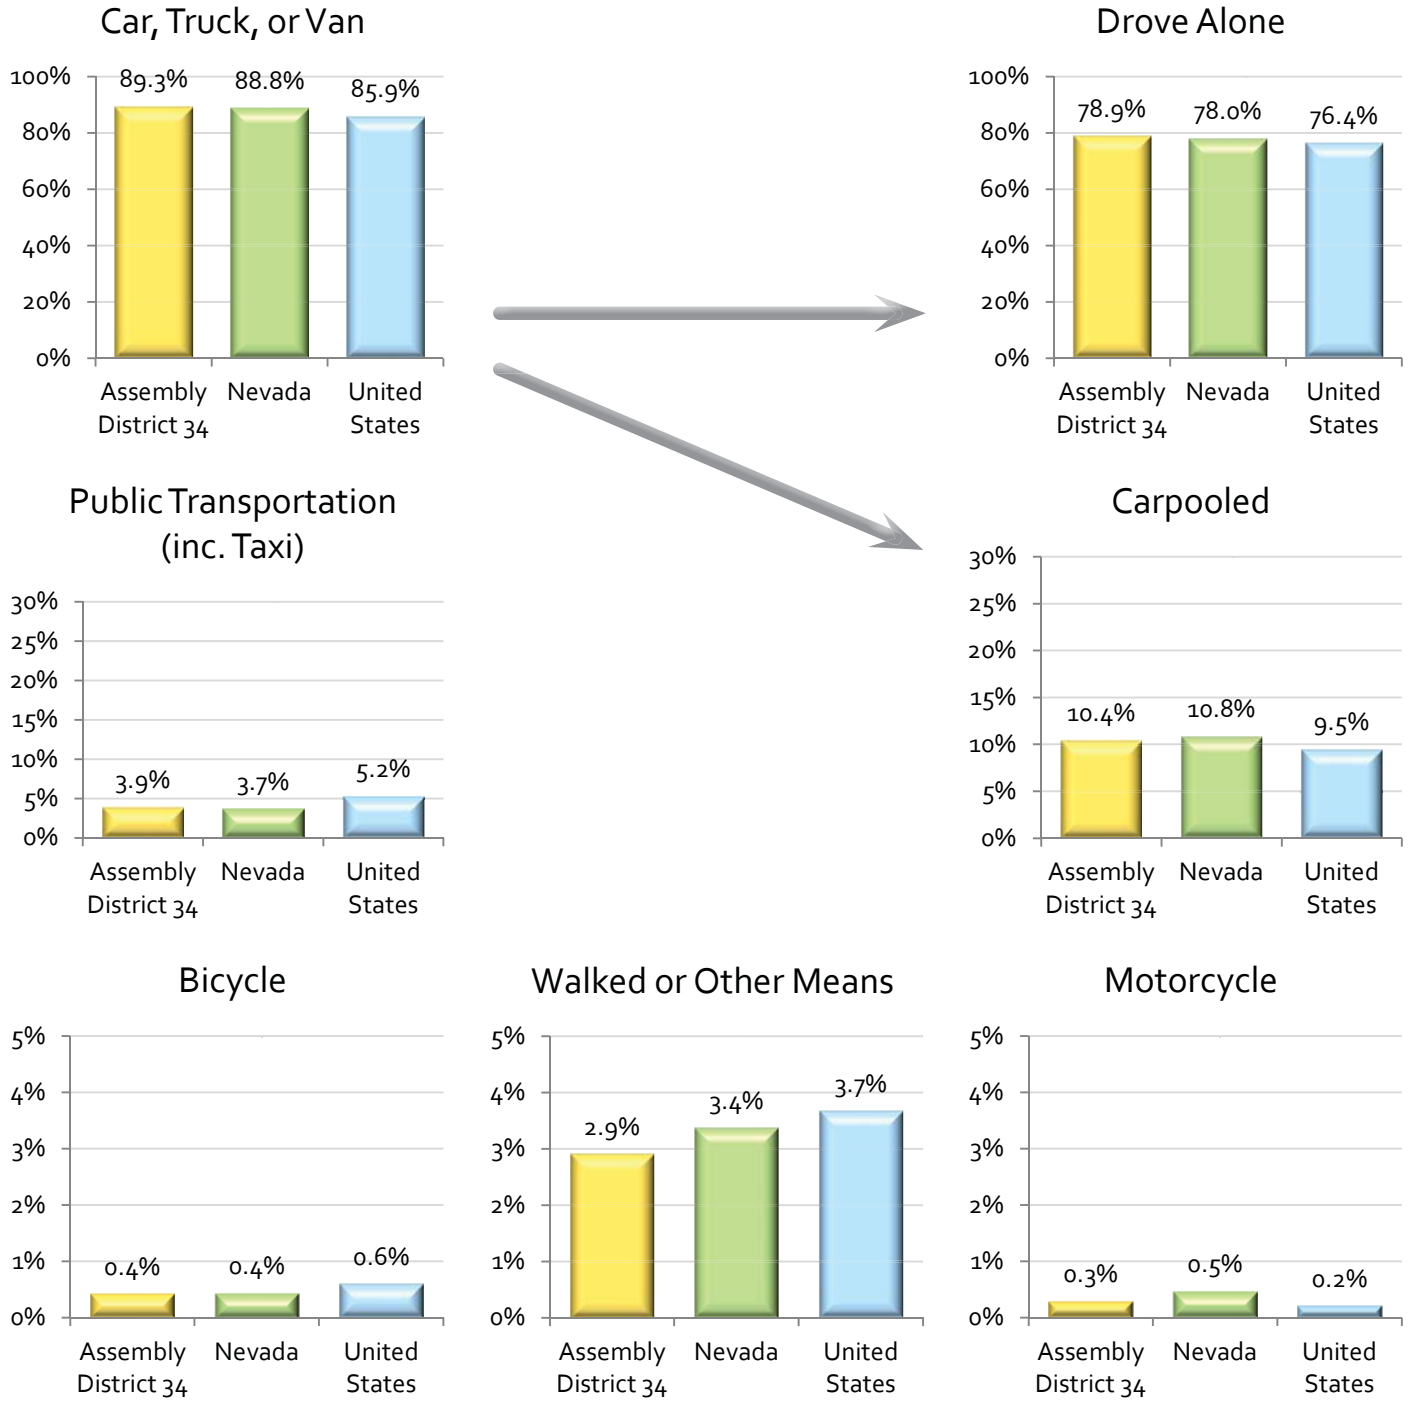 Car, Truck, or Van
100%
80%
60%
40%
20%
0%
89.3%
88.8%
85.9%
Assembly
District 34
Nevada
United
States
Drove Alone
100%
80%
60%
40%
20%
0%
78.9%
78.0%
76.4%
Assembly
District 34
Nevada
United
States
Public Transportation
(inc. Taxi)
30%
25%
20%
15%
10%
5%
0%
3.9%
3.7%
5.2%
Assembly
District 34
Nevada
United
States
Carpooled
30%
25%
20%
15%
10%
5%
0%
10.4%
10.8%
9.5%
Assembly
District 34
Nevada
United
States
Bicycle
5%
4%
3%
2%
1%
0%
0.4%
0.4%
0.6%
Assembly
District 34
Nevada
United
States
Walked or Other Means
5%
4%
3%
2%
1%
0%
2.9%
3.4%
3.7%
Assembly
District 34
Nevada
United
States
Motorcycle
5%
4%
3%
2%
1%
0%
0.3%
0.5%
0.2%
Assembly
District 34
Nevada
United
States